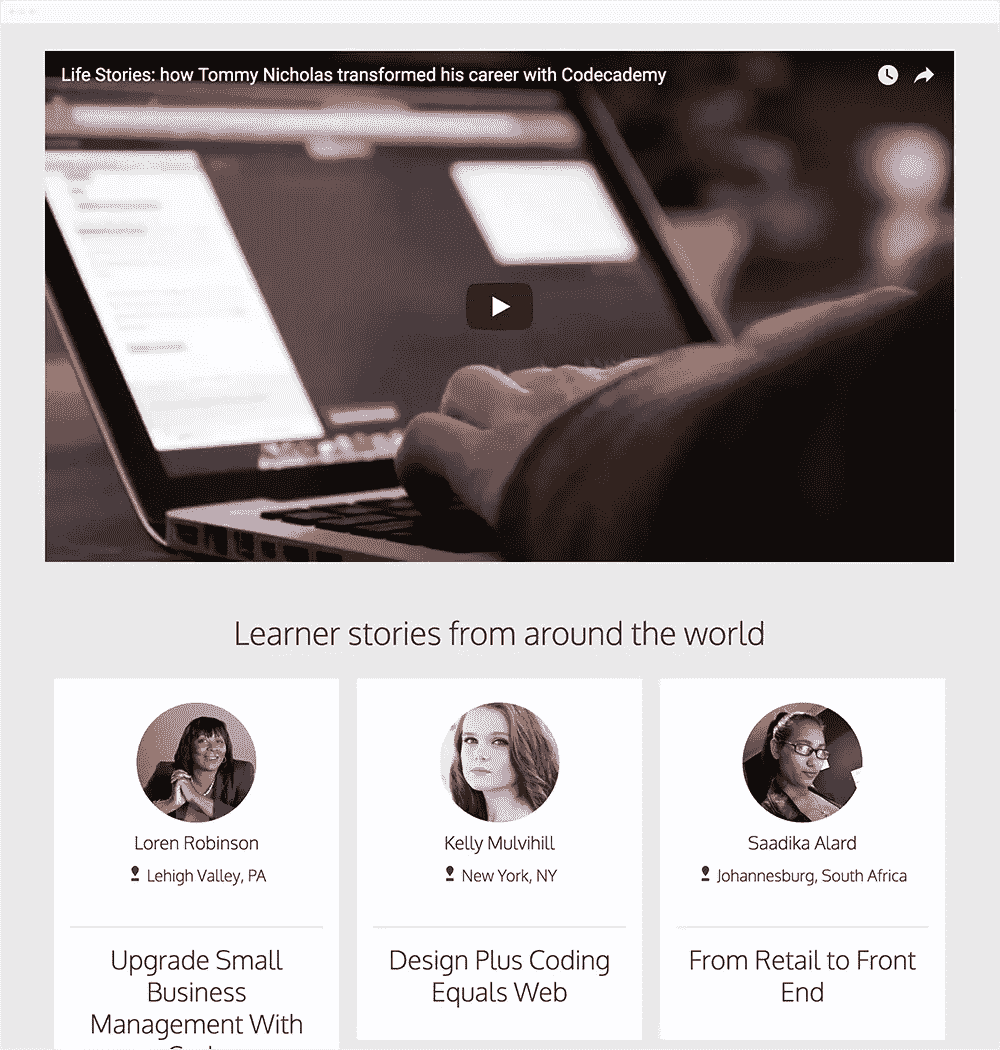 Life Stories: how Tommy Nicholas transformed his career with Codecademy
Learner stories from around the world
Loren Robinson
Lehigh Valley, PA
Upgrade Small
Business
Management With
Kelly Mulvihill
New York, NY
Design Plus Coding
Equals Web
Saadika Alard
Johannesburg, South Africa
From Retail to Front
End